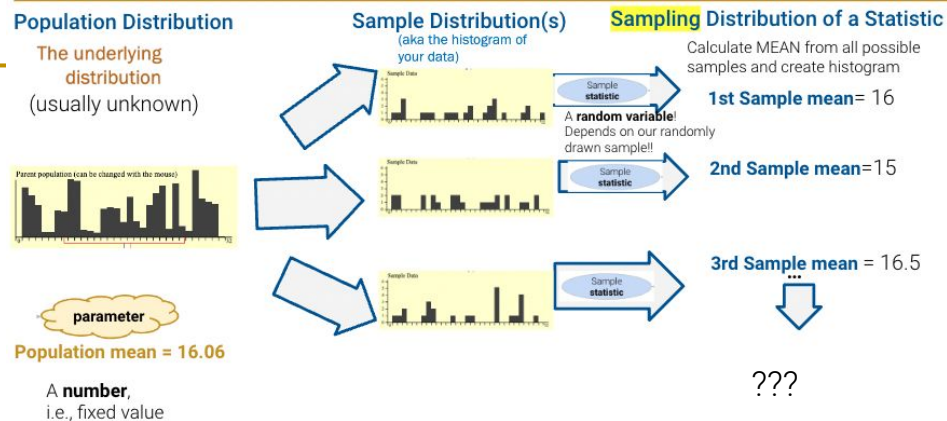 Population Distribution
The underlying
distribution
(usually unknown)
Parent population (can be changed with the mouse)
parameter
Population mean = 16.06
A number,
i.e., fixed value
Sample Distribution(s)
(aka the histogram of
your data)
Sample Data
Sample Data
Sample Data
Sample
statistic
A random variable!
Depends on our randomly
drawn sample!!
Sample
statistic
Sample
statistic
Sampling Distribution of a Statistic
Calculate MEAN from all possible
samples and create histogram
1st Sample mean= 16
2nd Sample mean=15
3rd Sample mean = 16.5
...
???